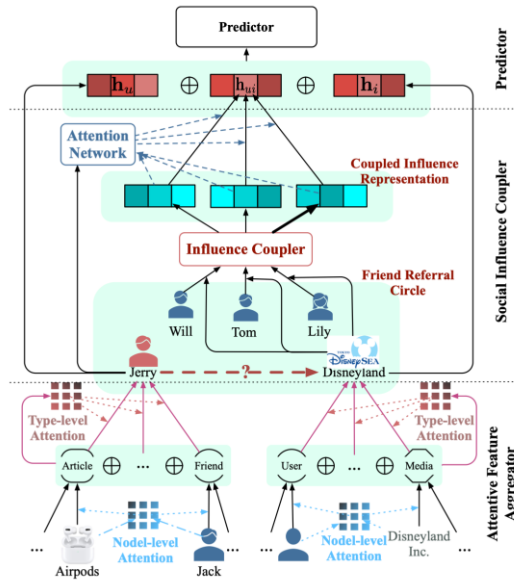 Predictor
h_u
⊕
h_ui
⊕
h_i
Predictor
Attention
Network
Coupled Influence
Representation
Influence Coupler
Friend Referral
Circle
Social Influence Coupler
Will
Tom
Lily
DISNEYSEA
Jerry
?
Disneyland
Type-level
Attention
Type-level
Attention
Article
⊕
...
⊕
Friend
User
⊕
...
⊕
Media
Attentive Feature
Aggregator
...
Nodel-level
Attention
...
...
Nodel-level
Attention
Disneyland
Inc.
...
Airpods
Jack